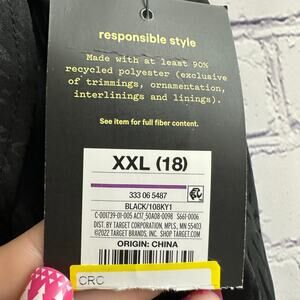 responsible style
Made with at least 90%
recycled polyester (exclusive
of trimmings, ornamentation,
interlinings and linings).
See item for full fiber content.
XXL (18)
333 06 5487
BLACK/108KY1
C-001739-01-005 AC17_50A08-0098 S661-0006
DIST. BY TARGET CORPORATION, MPLS, MN 55403
©2022 TARGET BRANDS, INC. SHOP TARGET.COM
ORIGIN: CHINA
CRC